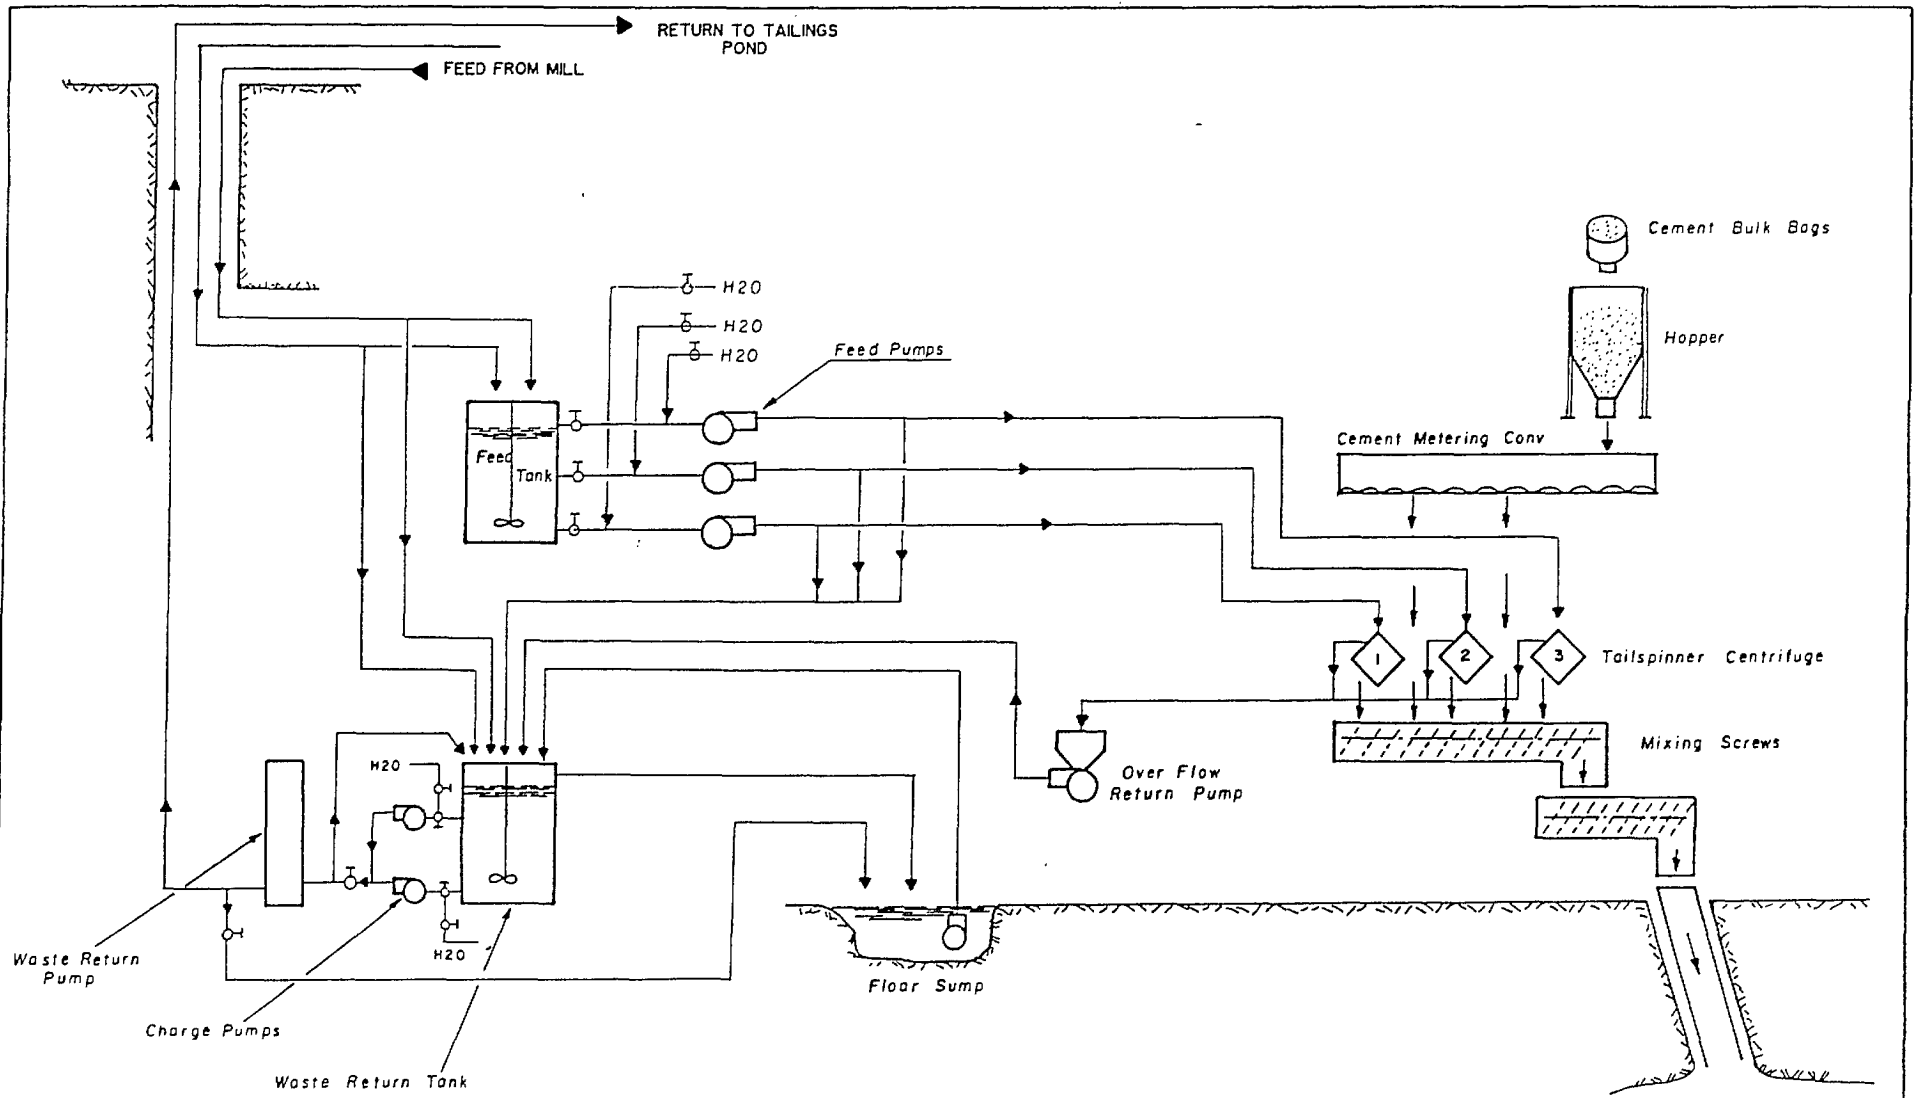 RETURN TO TAILINGS
POND
FEED FROM MILL
Cement Bulk Bags
H2O
H2O
H2O
Feed Pumps
Hopper
Cement Metering Conv
Feed
Tank
1
2
3
Tailspinner Centrifuge
Mixing Screws
H2O
Over Flow
Return Pump
H2O
Waste Return
Pump
Floor Sump
Charge Pumps
Waste Return Tank